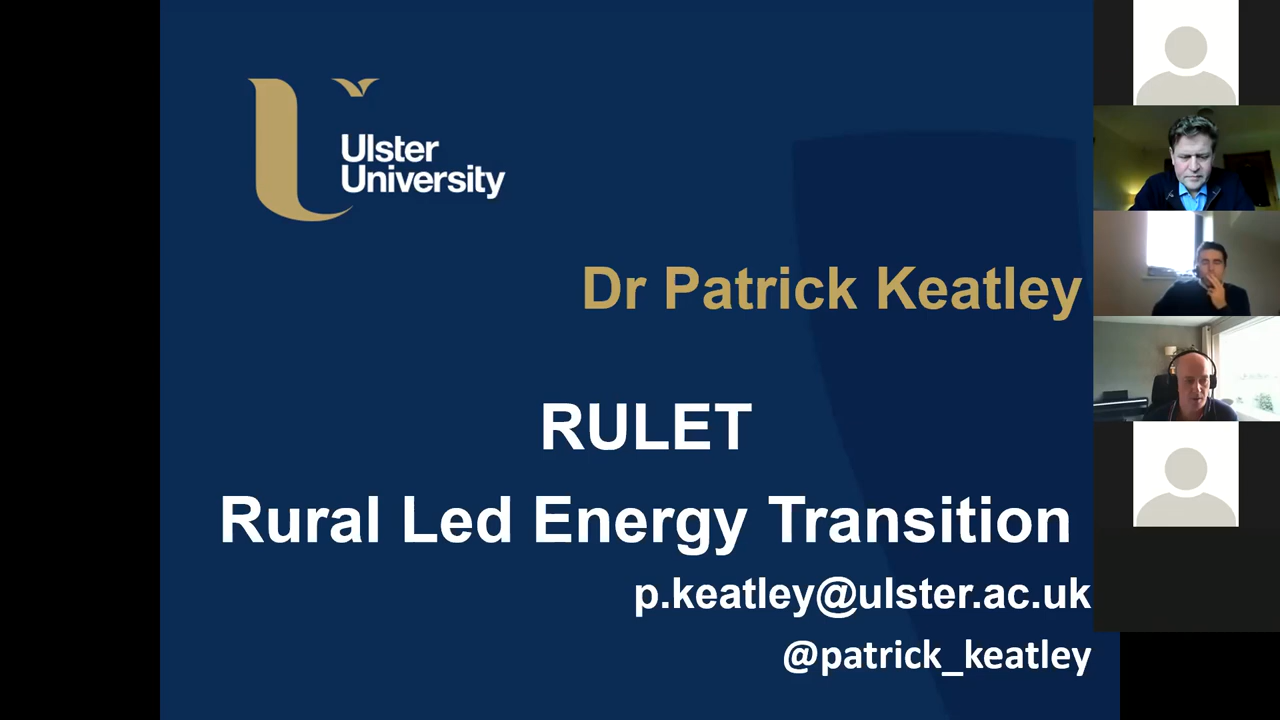 Ulster
University
Dr Patrick Keatley
RULET
Rural Led Energy Transition
p.keatley@ulster.ac.uk
@patrick_keatley